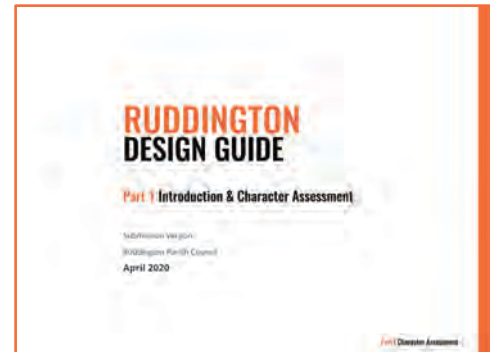 RUDDINGTON
DESIGN GUIDE
Part 1 Introduction & Character Assessment
Submission Version
Ruddington Parish Council
April 2020
Part 1 Character Assessment